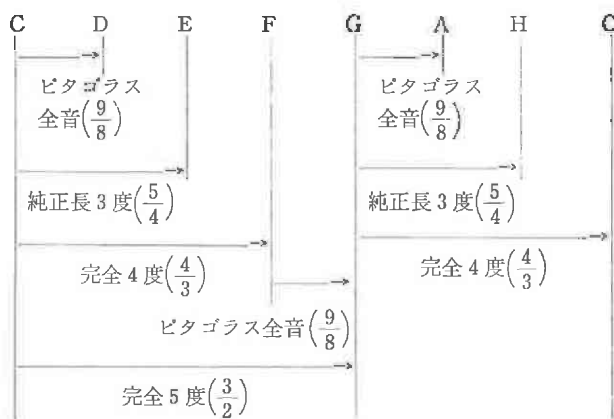 C D E F G A H C
ピタゴラス ピタゴラス
全音(9/8) 全音(9/8)
純正長3度(5/4) 純正長3度(5/4)
完全4度(4/3) 完全4度(4/3)
ピタゴラス全音(9/8)
完全5度(3/2)